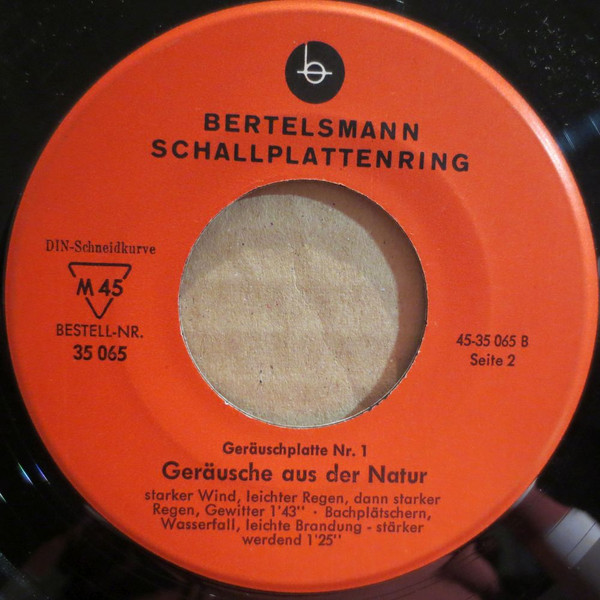 b
BERTELSMANN
SCHALLPLATTENRING
DIN-Schneidkurve
M 45
BESTELL-NR.
35 065
45-35 065 B
Seite 2
Geräuschplatte Nr. 1
Geräusche aus der Natur
starker Wind, leichter Regen, dann starker
Regen, Gewitter 1'43" · Bachplätschern,
Wasserfall, leichte Brandung - stärker
werdend 1'25"